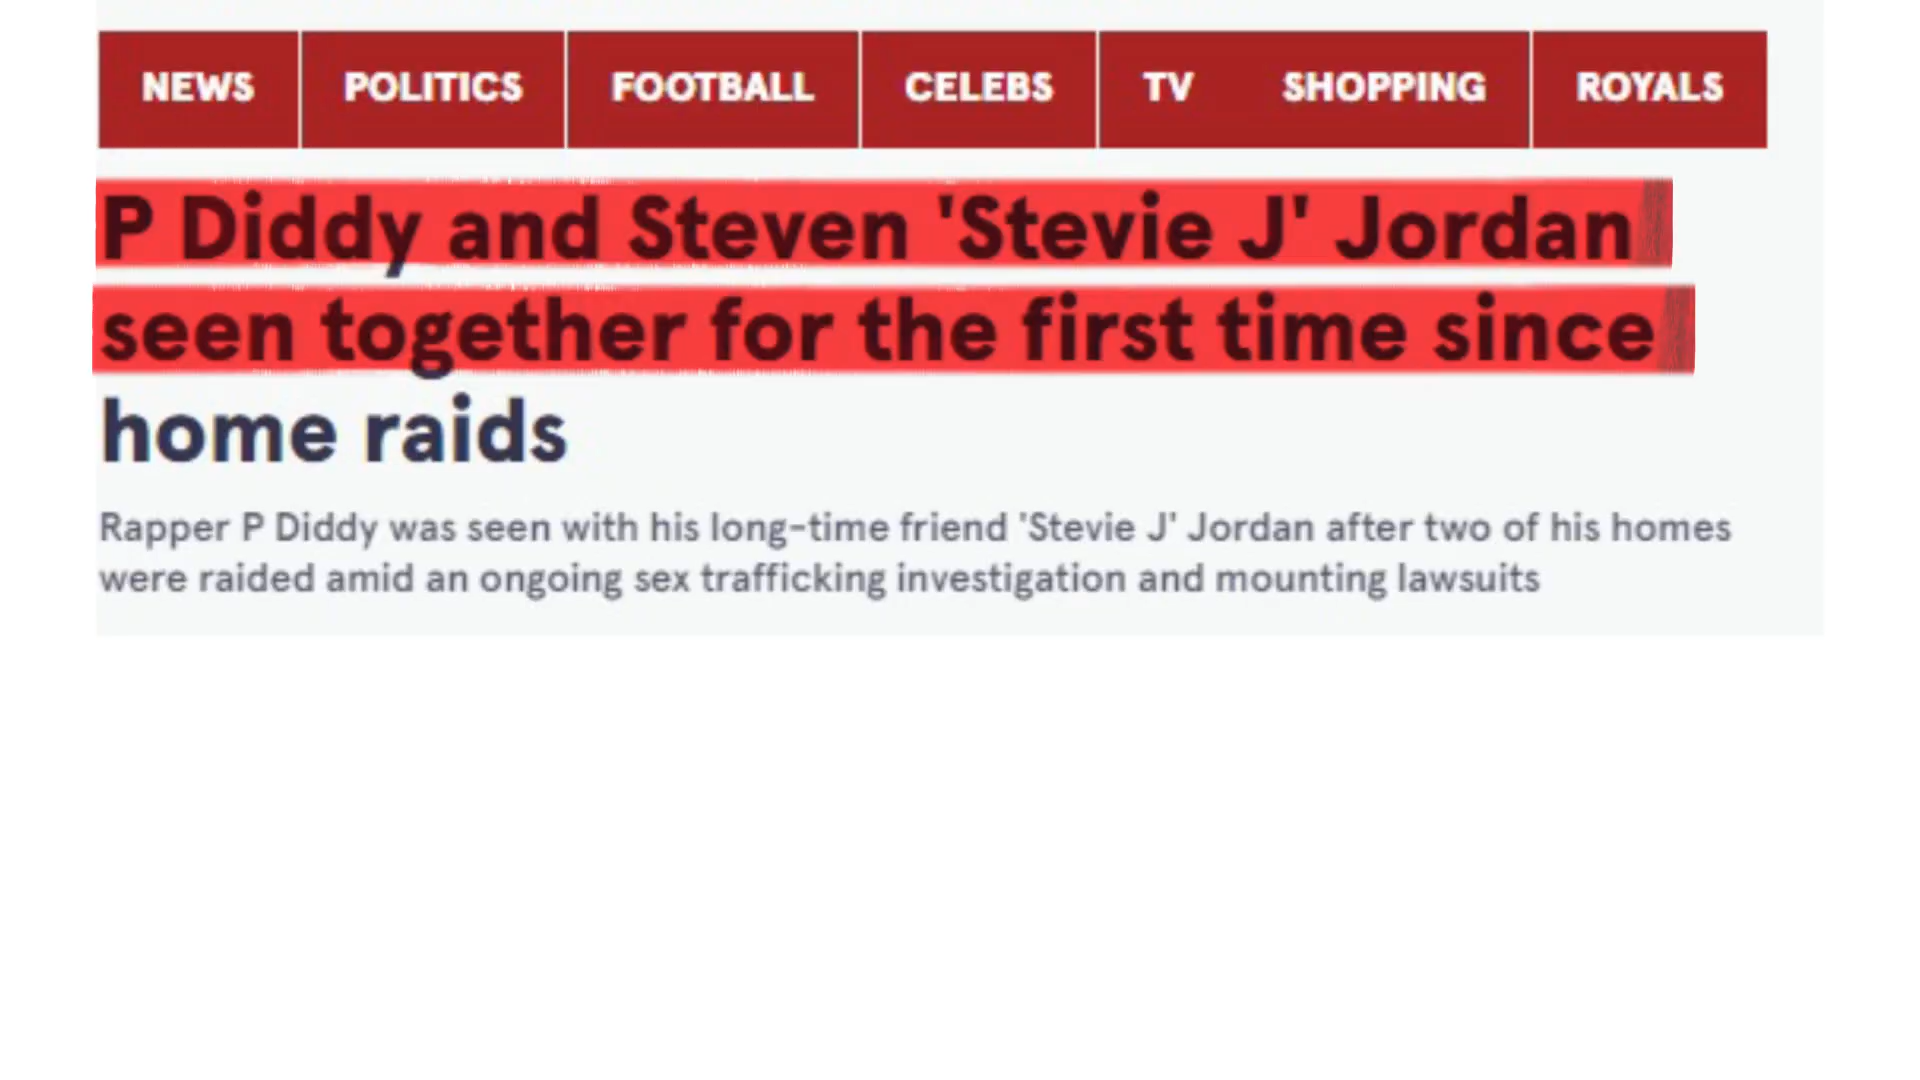 NEWS POLITICS FOOTBALL CELEBS TV SHOPPING ROYALS
P Diddy and Steven 'Stevie J' Jordan
seen together for the first time since
home raids
Rapper P Diddy was seen with his long-time friend 'Stevie J' Jordan after two of his homes
were raided amid an ongoing sex trafficking investigation and mounting lawsuits